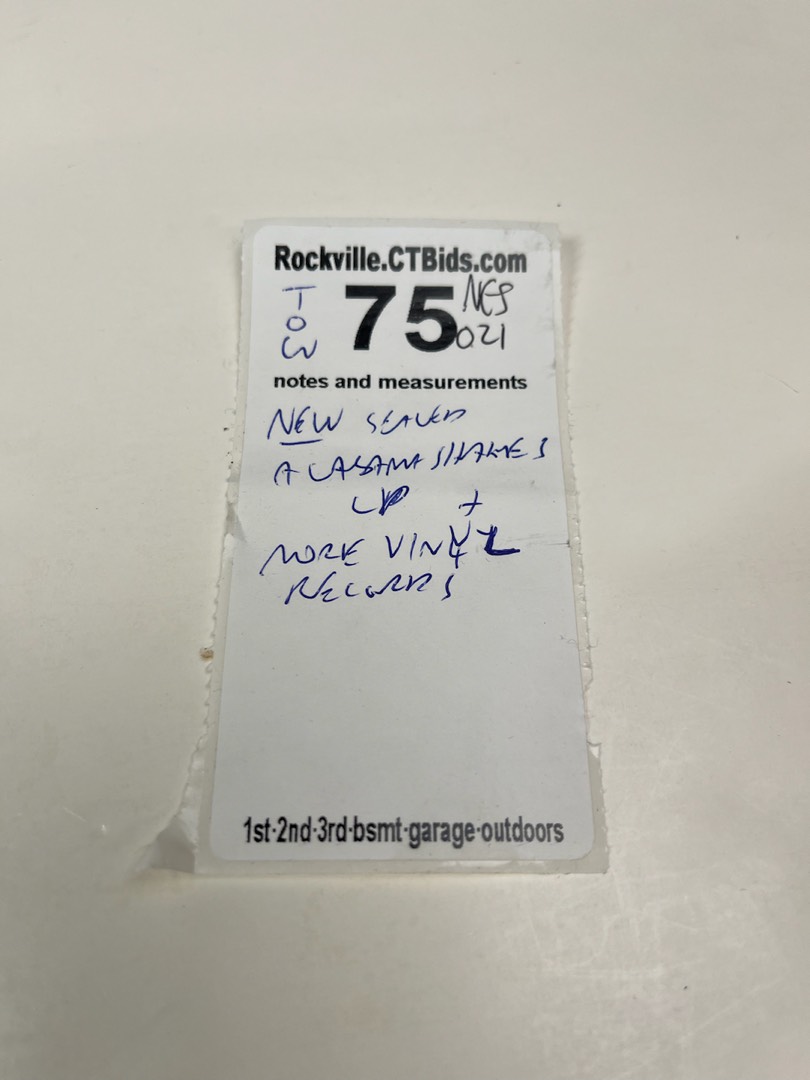 Rockville.CTBids.com
TOW 75 NES
021
notes and measurements
NEW SEALED
ALABAMA SHAKES
LP +
MORE VINYL
RECORDS
1st·2nd·3rd·bsmt·garage·outdoors